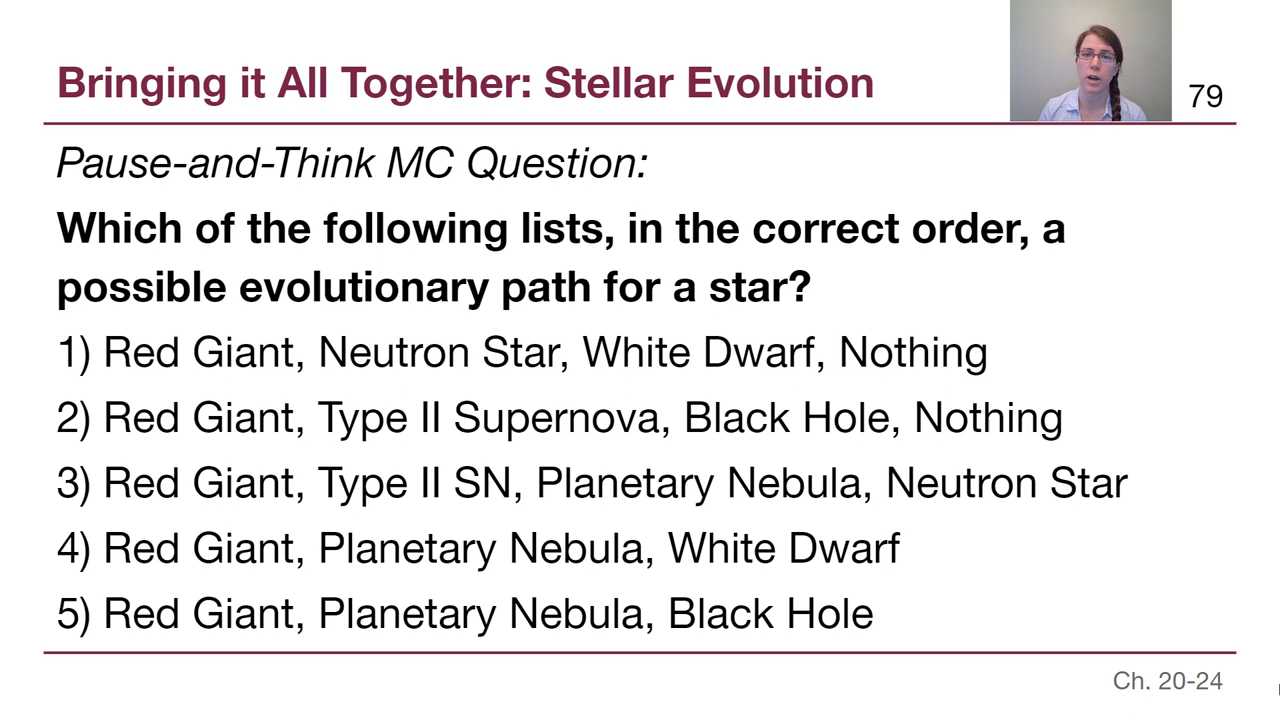 Bringing it All Together: Stellar Evolution
79
Pause-and-Think MC Question:
Which of the following lists, in the correct order, a
possible evolutionary path for a star?
1) Red Giant, Neutron Star, White Dwarf, Nothing
2) Red Giant, Type II Supernova, Black Hole, Nothing
3) Red Giant, Type II SN, Planetary Nebula, Neutron Star
4) Red Giant, Planetary Nebula, White Dwarf
5) Red Giant, Planetary Nebula, Black Hole
Ch. 20-24